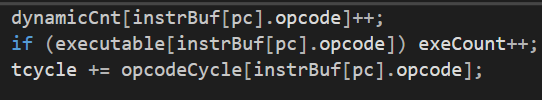 dynamicCnt[instrBuf[pc].opcode]++;
if (executable[instrBuf[pc].opcode]) exeCount++;
tcycle += opcodeCycle[instrBuf[pc].opcode];